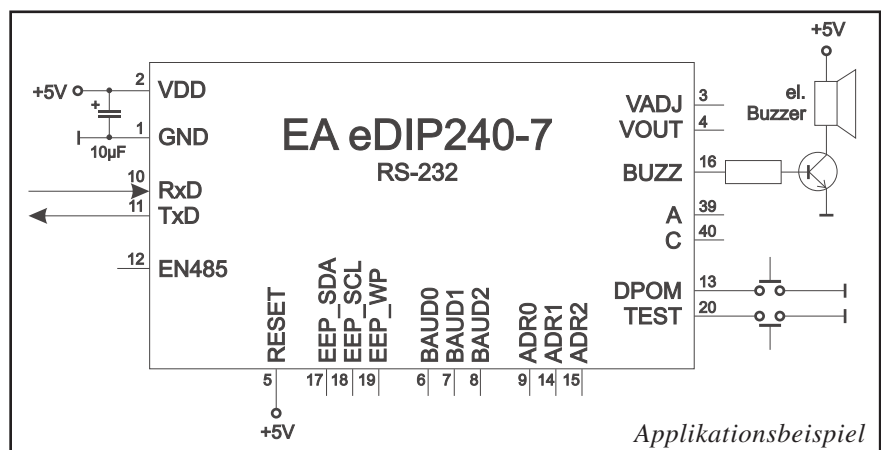 +5V
+5V
2
VDD
+
1
GND
10µF
10
RxD
11
TxD
12
EN485
EA eDIP240-7
RS-232
VADJ
3
VOUT
4
BUZZ
16
el.
Buzzer
A
39
C
40
DPOM
13
TEST
20
RESET
EEP_SDA
EEP_SCL
EEP_WP
BAUD0
BAUD1
BAUD2
ADR0
ADR1
ADR2
5
17
18
19
6
7
8
9
14
15
+5V
Applikationsbeispiel